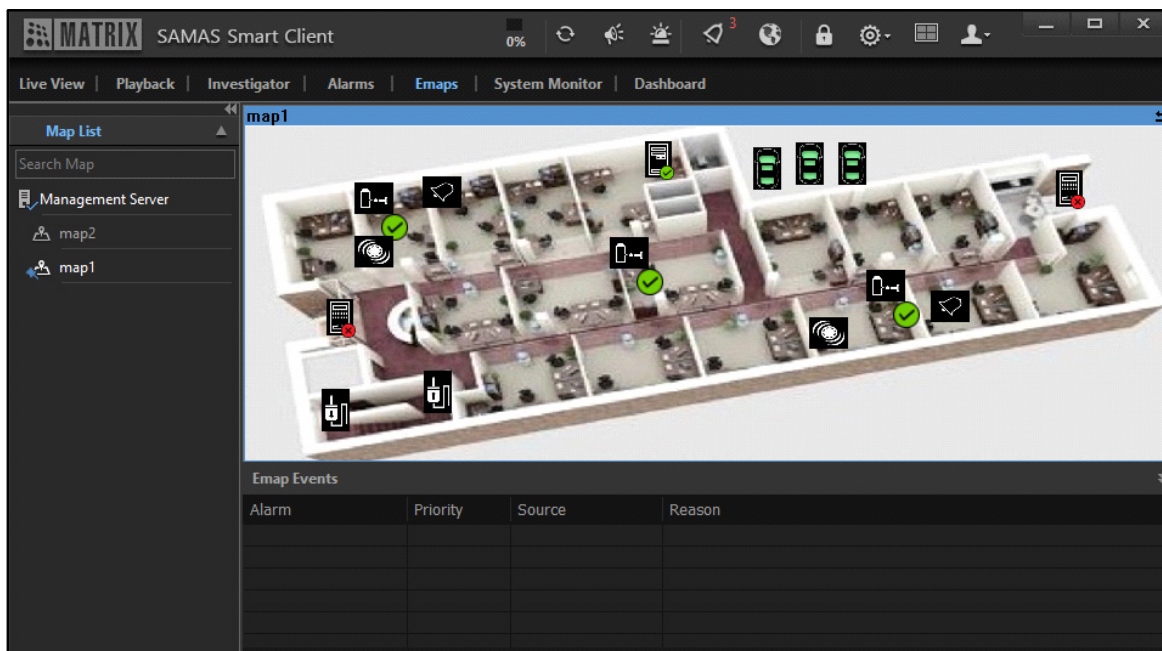 MATRIX SAMAS Smart Client
0%
3
Live View | Playback | Investigator | Alarms | Emaps | System Monitor | Dashboard
Map List
Search Map
Management Server
map2
map1
map1
Emap Events
Alarm Priority Source Reason